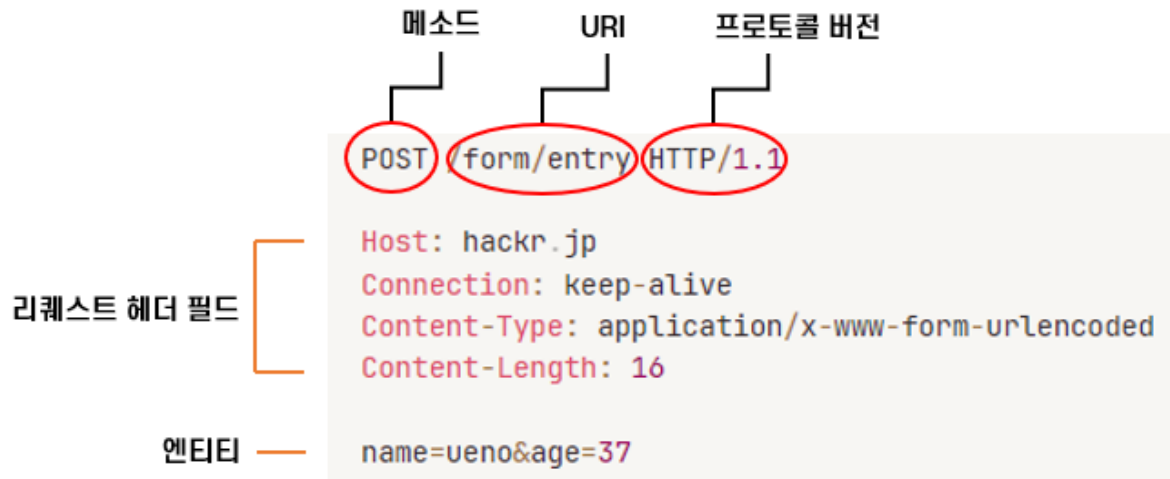 메소드 URI 프로토콜 버전
POST /form/entry HTTP/1.1
Host: hackr.jp
Connection: keep-alive
리퀘스트 헤더 필드
Content-Type: application/x-www-form-urlencoded
Content-Length: 16
엔티티 name=ueno&age=37